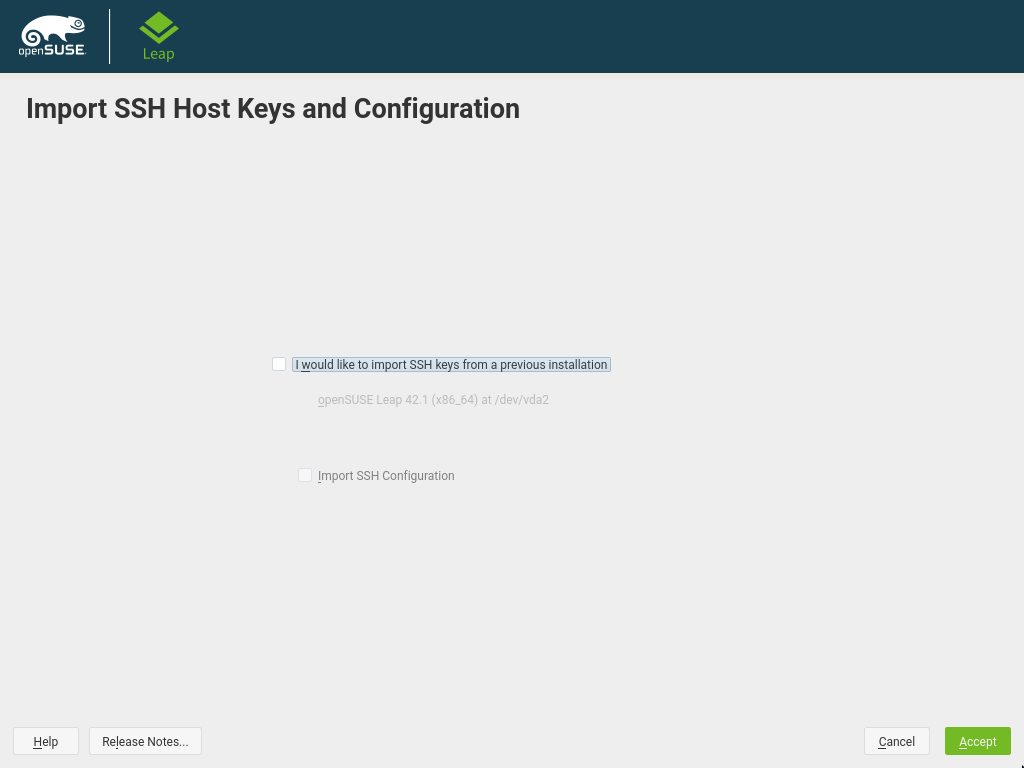 openSUSE.
Leap
Import SSH Host Keys and Configuration
I would like to import SSH keys from a previous installation
openSUSE Leap 42.1 (x86_64) at /dev/vda2
Import SSH Configuration
Help
Release Notes...
Cancel
Accept